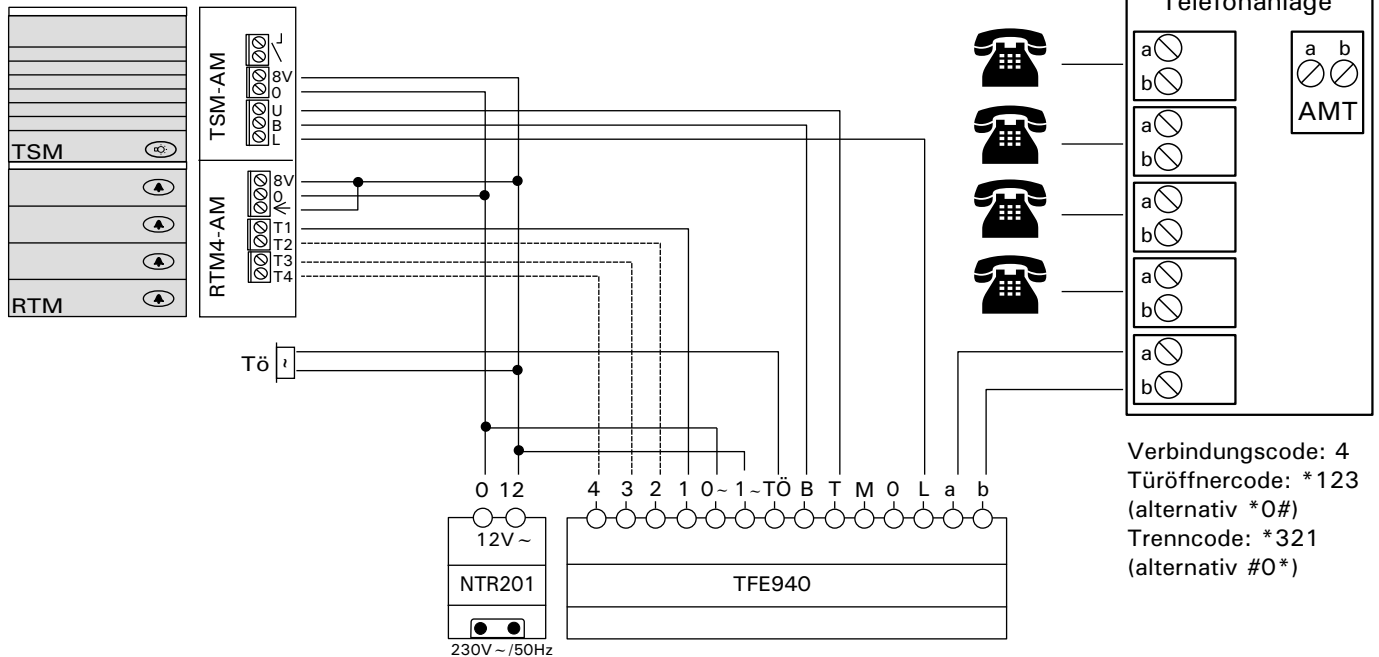 Telefonanlage
a
b
a
b
a
b
a
b
a
b
a b
AMT
TSM
RTM
TSM-AM
8V
0
U
B
L
RTM4-AM
8V
0
T1
T2
T3
T4
Tö ~
0 12
12V~
NTR201
230V~/50Hz
4 3 2 1 0~ 1~TÖ B T M 0 L a b
TFE940
Verbindungscode: 4
Türöffnercode: *123
(alternativ *0#)
Trenncode: *321
(alternativ #0*)